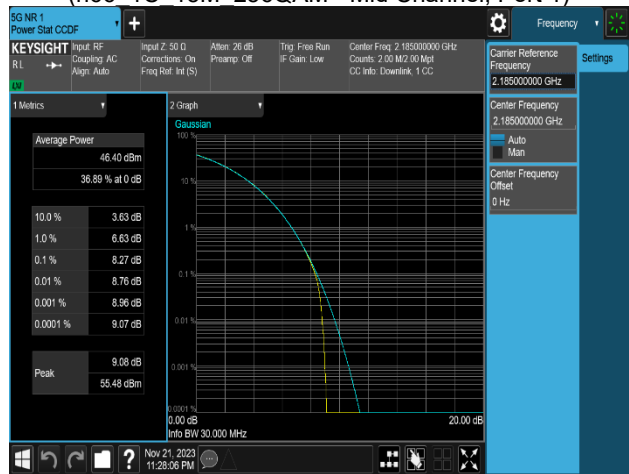 5G NR 1
Power Stat CCDF
Frequency
KEYSIGHT
RL
LXI
Input: RF
Coupling: AC
Align: Auto
Input Z: 50 Ω
Corrections: On
Freq Ref: Int (S)
Atten: 26 dB
Preamp: Off
Trig: Free Run
IF Gain: Low
Center Freq: 2.185000000 GHz
Counts: 2.00 M/2.00 Mpt
CC Info: Downlink, 1 CC
Carrier Reference
Frequency
2.185000000 GHz
Settings
Center Frequency
2.185000000 GHz
Auto
Man
Center Frequency
Offset
0 Hz
1 Metrics
Average Power
46.40 dBm
36.89 % at 0 dB
10.0 % 3.63 dB
1.0 % 6.63 dB
0.1 % 8.27 dB
0.01 % 8.76 dB
0.001 % 8.96 dB
0.0001 % 9.07 dB
Peak
9.08 dB
55.48 dBm
2 Graph
Gaussian
100 %
10 %
1 %
0.1 %
0.01 %
0.001 %
0.0001 %
0.00 dB 20.00 dB
Info BW 30.000 MHz
?
Nov 21, 2023
11:28:06 PM